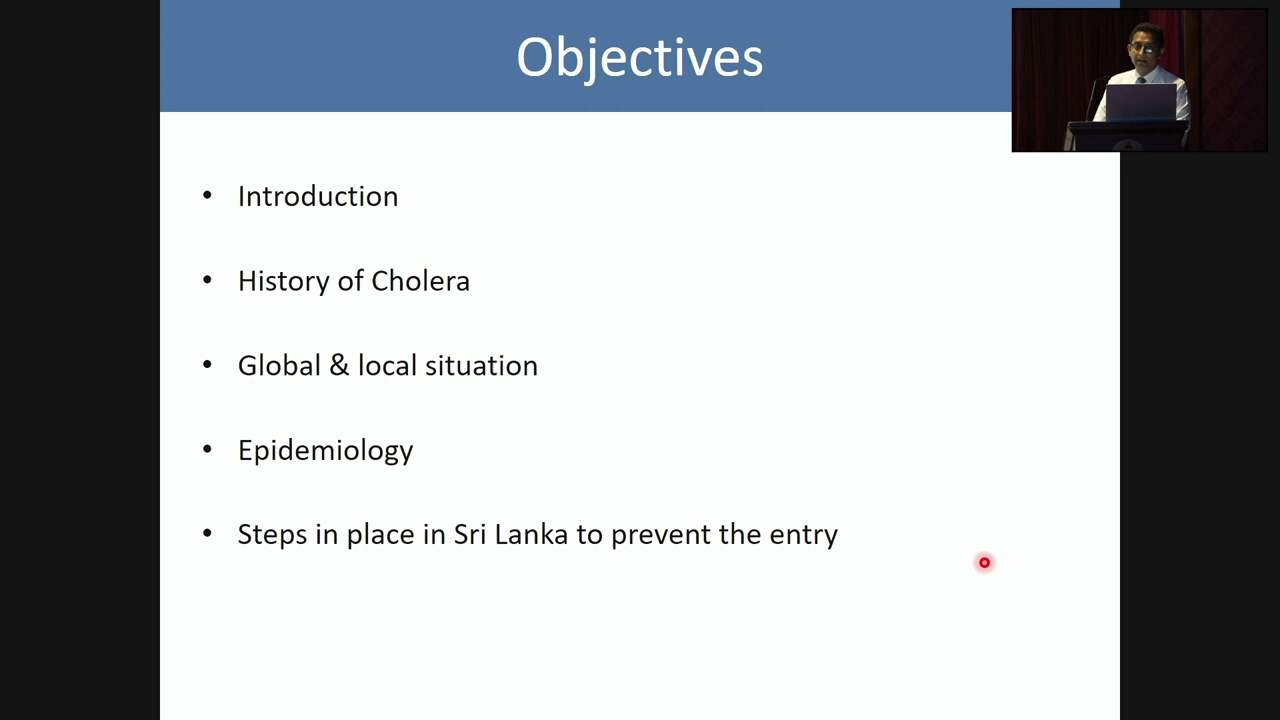 Objectives
• Introduction
• History of Cholera
• Global & local situation
• Epidemiology
• Steps in place in Sri Lanka to prevent the entry